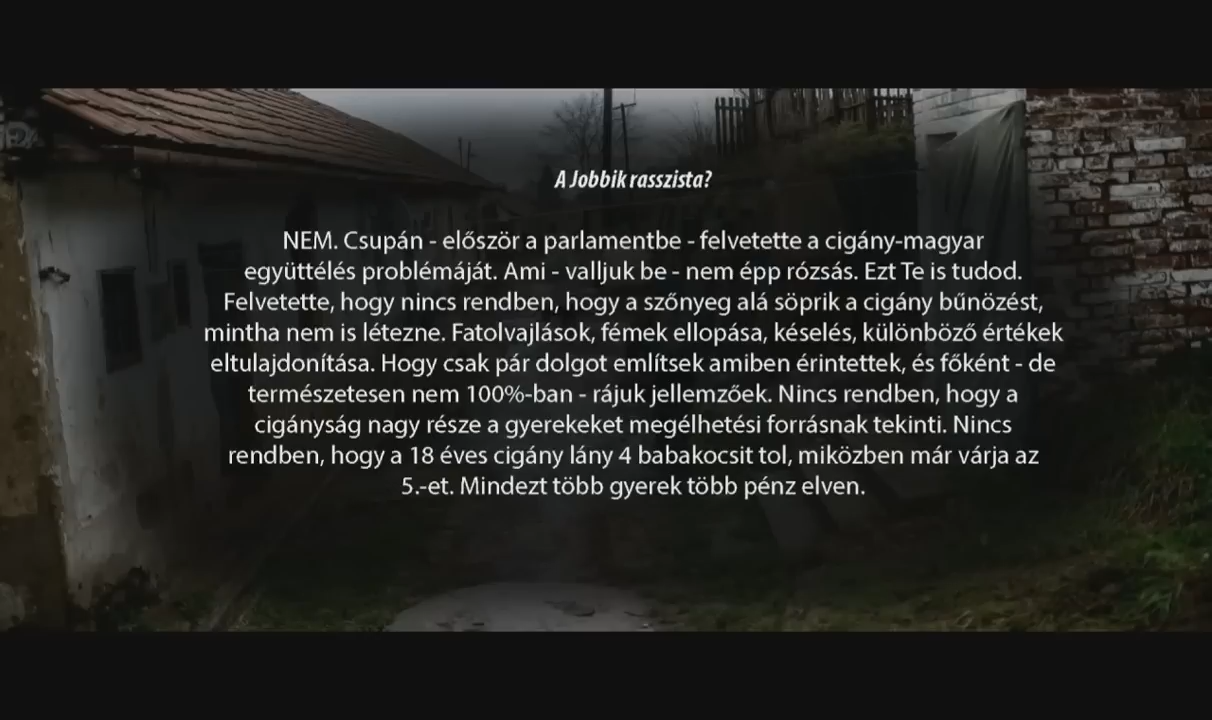 A Jobbik rasszista?
NEM. Csupán - először a parlamentbe - felvetette a cigány-magyar
együttélés problémáját. Ami - valljuk be - nem épp rózsás. Ezt Te is tudod.
Felvetette, hogy nincs rendben, hogy a szőnyeg alá söprik a cigány bűnözést,
mintha nem is létezne. Fatolvajlások, fémek ellopása, késelés, különböző értékek
eltulajdonítása. Hogy csak pár dolgot említsek amiben érintettek, és főként - de
természetesen nem 100%-ban - rájuk jellemzőek. Nincs rendben, hogy a
cigányság nagy része a gyerekeket megélhetési forrásnak tekinti. Nincs
rendben, hogy a 18 éves cigány lány 4 babakocsit tol, miközben már várja az
5.-et. Mindezt több gyerek több pénz elven.